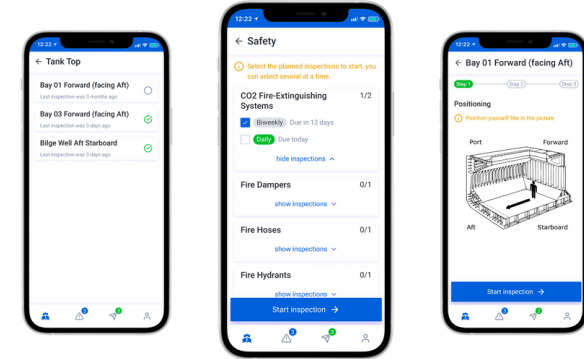 12:22
← Tank Top
Bay 01 Forward (facing Aft)
Last inspection was 3 months ago
Bay 03 Forward (facing Aft)
Last inspection was 3 days ago
Bilge Well Aft Starboard
Last inspection was 3 days ago
12:22
← Safety
Select the planned inspections to start, you
can select several at a time.
CO2 Fire-Extinguishing 1/2
Systems
Biweekly Due in 12 days
Daily Due today
hide inspections
Fire Dampers 0/1
show inspections
Fire Hoses 0/1
show inspections
Fire Hydrants 0/1
show inspections
Start inspection →
12:22
← Bay 01 Forward (facing Aft)
Step 1 Step 2 Step 3
Positioning
Position yourself like in the picture
Port Forward
Aft Starboard
Start inspection →